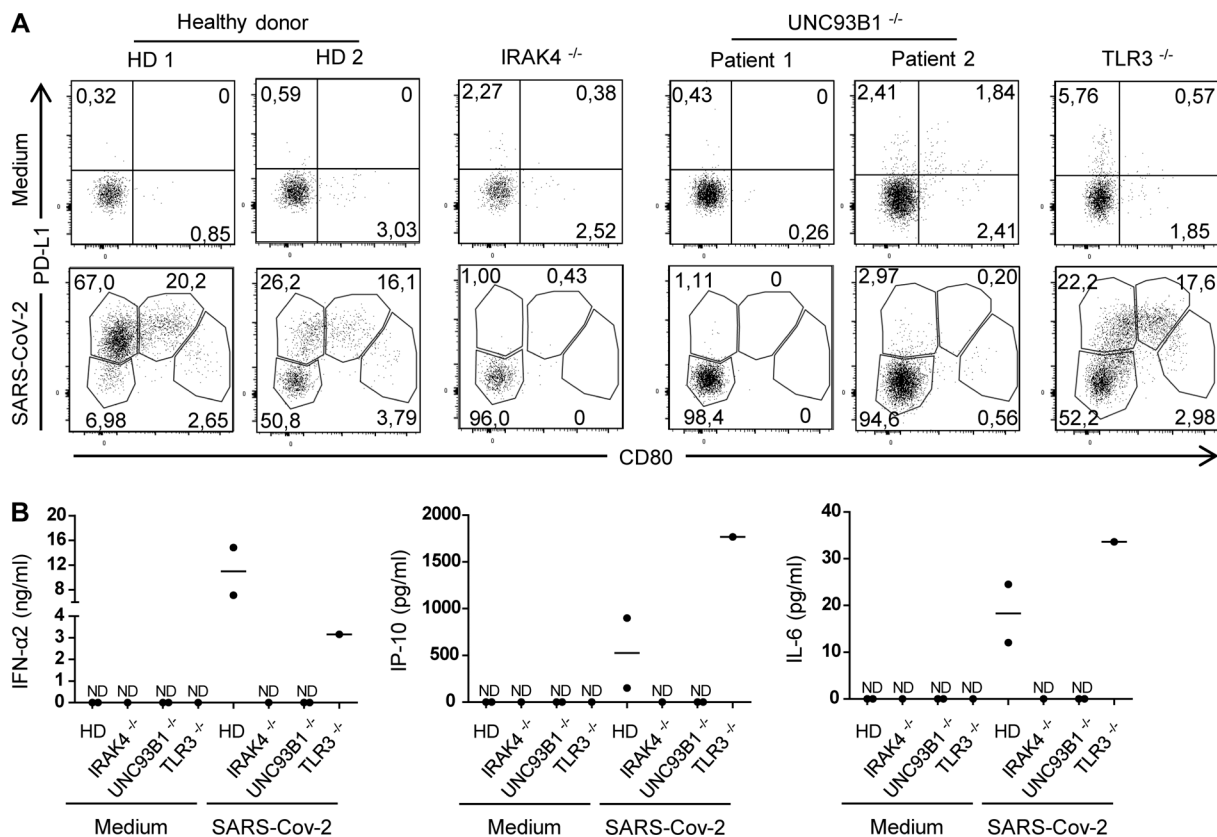 A
Healthy donor
UNC93B1 -/-
HD 1
HD 2
IRAK4 -/-
Patient 1
Patient 2
TLR3 -/-
PD-L1
Medium
0,32 0
0,85
0,59 0
3,03
2,27 0,38
2,52
0,43 0
0,26
2,41 1,84
2,41
5,76 0,57
1,85
SARS-CoV-2
67,0 20,2
6,98 2,65
26,2 16,1
50,8 3,79
1,00 0,43
96,0 0
1,11 0
98,4 0
2,97 0,20
94,6 0,56
22,2 17,6
52,2 2,98
CD80
B
IFN-α2 (ng/ml)
20
16
12
8
4
3
2
1
0
ND ND ND ND ND ND
HD IRAK4 -/- UNC93B1 -/- TLR3 -/- HD IRAK4 -/- UNC93B1 -/- TLR3 -/-
Medium SARS-Cov-2
IP-10 (pg/ml)
2000
1500
1000
500
0
ND ND ND ND ND ND
HD IRAK4 -/- UNC93B1 -/- TLR3 -/- HD IRAK4 -/- UNC93B1 -/- TLR3 -/-
Medium SARS-Cov-2
IL-6 (pg/ml)
40
30
20
10
0
ND ND ND ND ND ND
HD IRAK4 -/- UNC93B1 -/- TLR3 -/- HD IRAK4 -/- UNC93B1 -/- TLR3 -/-
Medium SARS-Cov-2